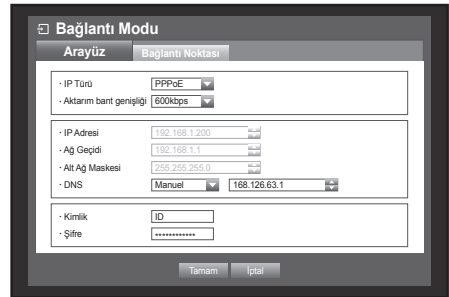 Bağlantı Modu
Arayüz Bağlantı Noktası
· IP Türü PPPoE
· Aktarım bant genişliği 600kbps
· IP Adresi 192.168.1.200
· Ağ Geçidi 192.168.1.1
· Alt Ağ Maskesi 255.255.255.0
· DNS Manuel 168.126.63.1
· Kimlik ID
· Şifre ************
Tamam İptal